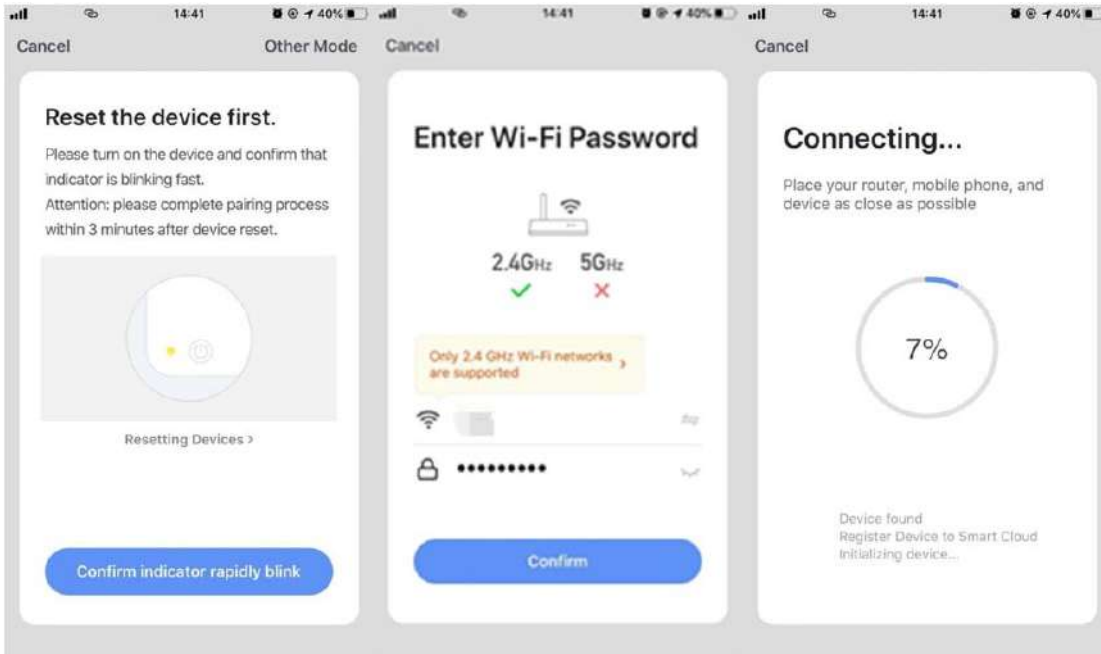 14:41
40%
Cancel
Other Mode
Reset the device first.
Please turn on the device and confirm that
indicator is blinking fast.
Attention: please complete pairing process
within 3 minutes after device reset.
Resetting Devices >
Confirm indicator rapidly blink
14:41
40%
Cancel
Enter Wi-Fi Password
2.4GHz 5GHz
Only 2.4 GHz Wi-Fi networks >
are supported
•••••••••
Confirm
14:41
40%
Cancel
Connecting...
Place your router, mobile phone, and
device as close as possible
7%
Device found
Register Device to Smart Cloud
Initializing device...